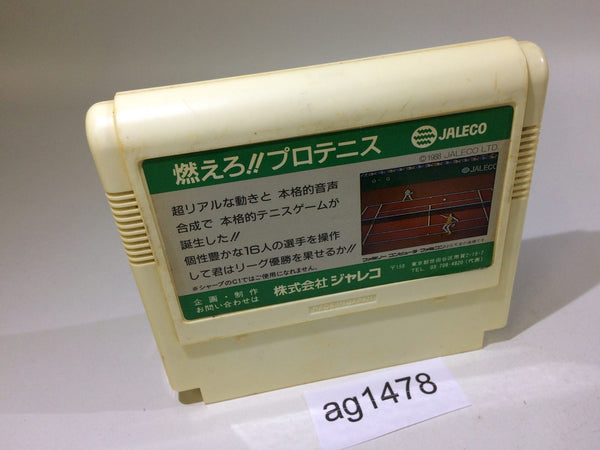 燃えろ!!プロテニス
JALECO
©1988 JALECO LTD.
超リアルな動きと 本格的音声
合成で 本格的テニスゲームが
誕生した!!
個性豊かな16人の選手を操作
して君はリーグ優勝を果せるか!!
※シャープのC1ではご使用になれません。
JALECO
企画・制作
お問い合わせは
株式会社ジャレコ
TEL
ag1478